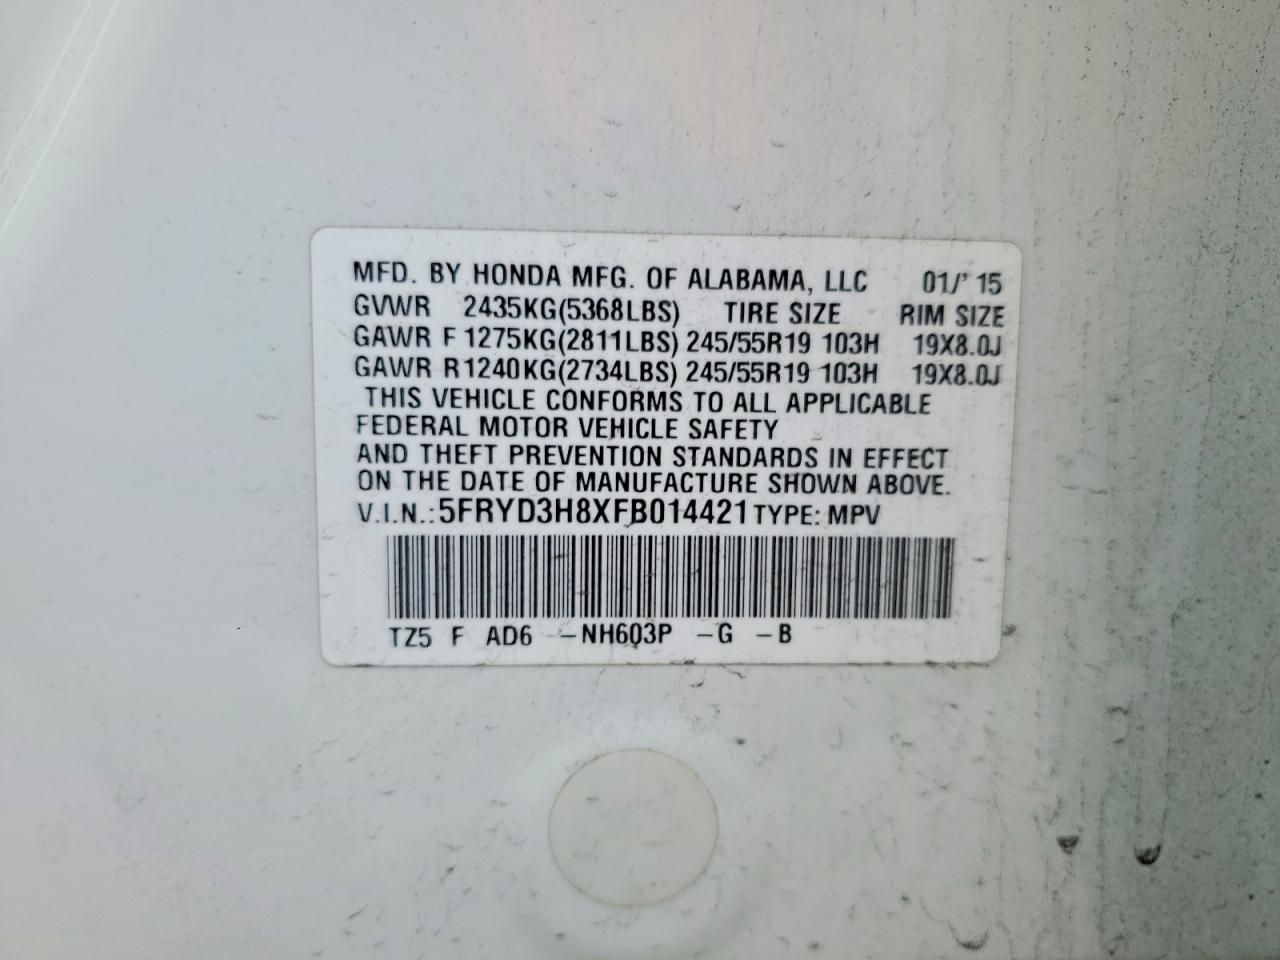 MFD. BY HONDA MFG. OF ALABAMA, LLC 01/'15
GVWR 2435KG(5368LBS) TIRE SIZE RIM SIZE
GAWR F 1275KG(2811LBS) 245/55R19 103H 19X8.0J
GAWR R 1240KG(2734LBS) 245/55R19 103H 19X8.0J
THIS VEHICLE CONFORMS TO ALL APPLICABLE
FEDERAL MOTOR VEHICLE SAFETY
AND THEFT PREVENTION STANDARDS IN EFFECT
ON THE DATE OF MANUFACTURE SHOWN ABOVE.
V.I.N.: 5FRYD3H8XFB014421 TYPE: MPV
TZ5 F AD6 -NH603P -G -B